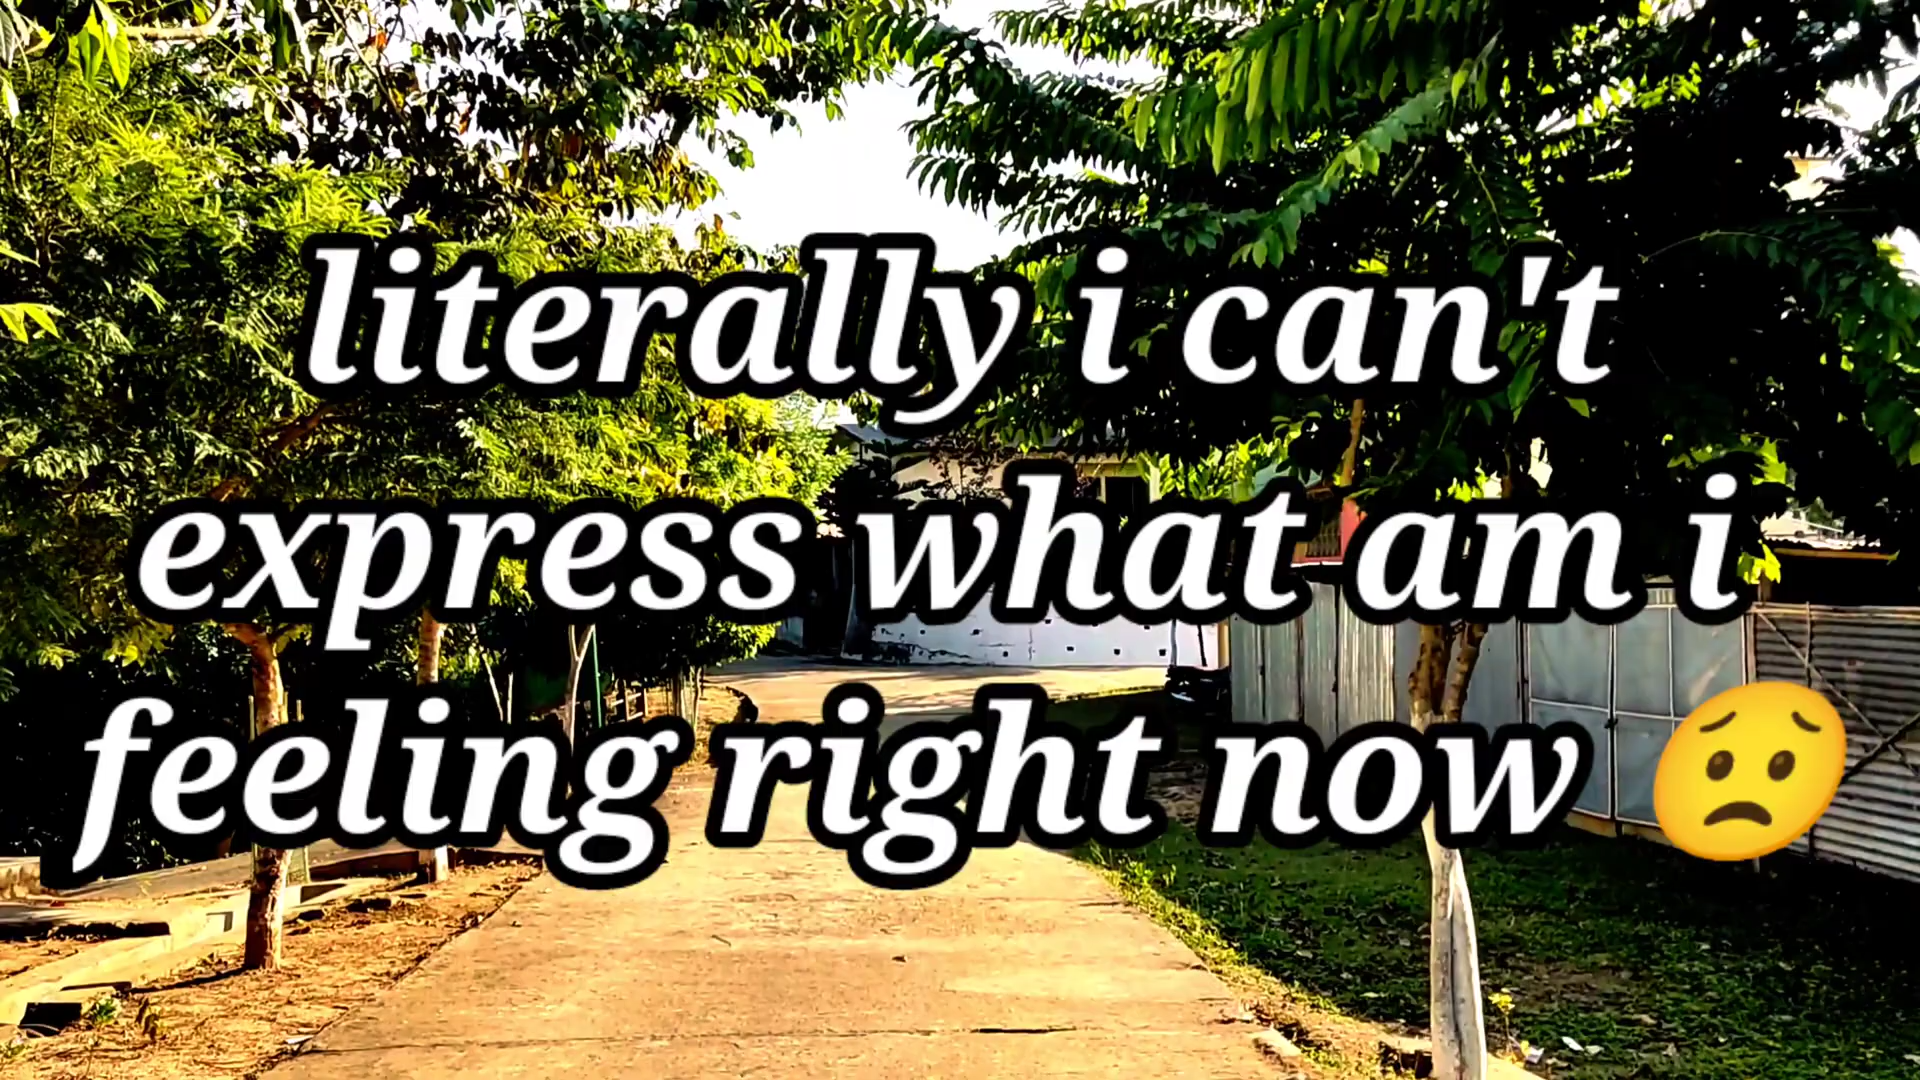 literally i can't
express what am i
feeling right now 😟